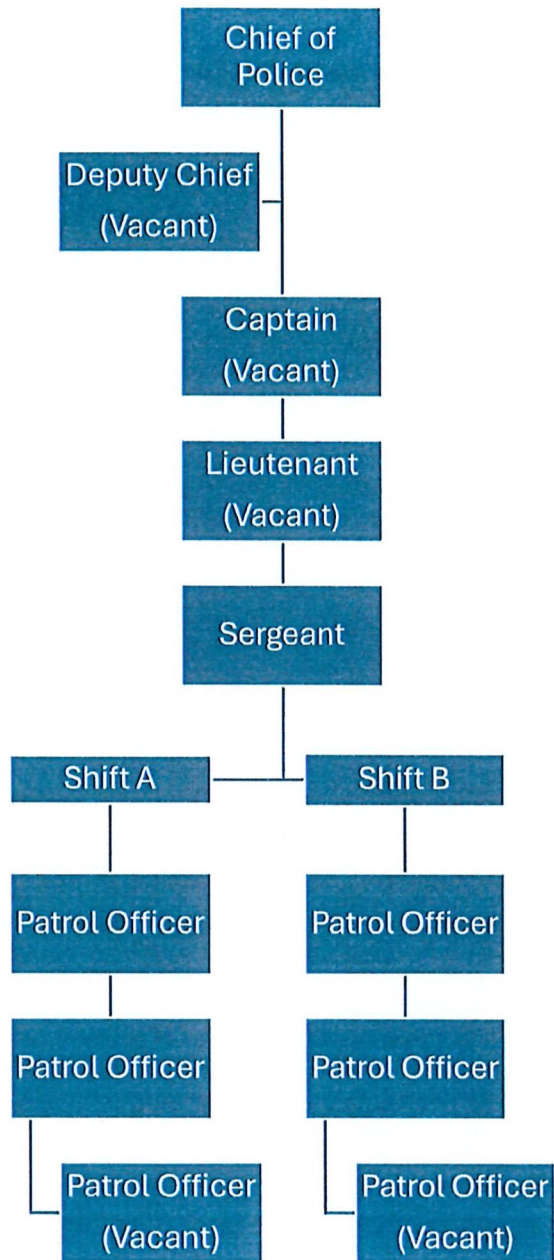 Chief of
Police
Deputy Chief
(Vacant)
Captain
(Vacant)
Lieutenant
(Vacant)
Sergeant
Shift A
Shift B
Patrol Officer
Patrol Officer
Patrol Officer
Patrol Officer
Patrol Officer
(Vacant)
Patrol Officer
(Vacant)